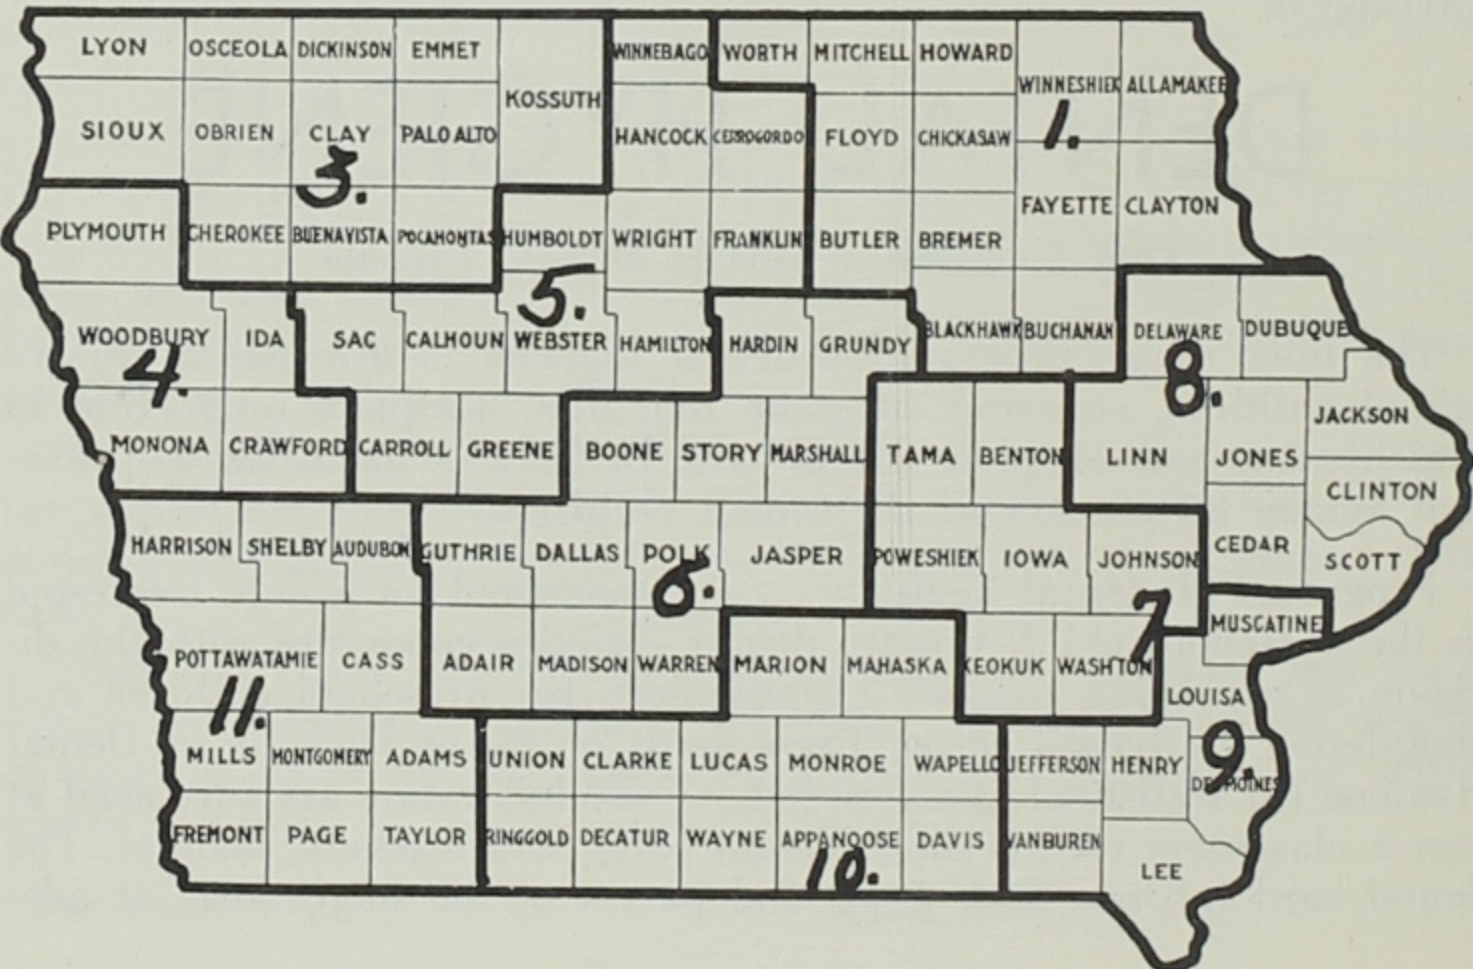 LYON OSCEOLA DICKINSON EMMET WINNEBAGO WORTH MITCHELL HOWARD
KOSSUTH WINNESHIEK ALLAMAKEE
SIOUX OBRIEN CLAY PALO ALTO HANCOCK CERROGORDO FLOYD CHICKASAW 1.
3.
PLYMOUTH CHEROKEE BUENAVISTA POCAHONTAS HUMBOLDT WRIGHT FRANKLIN BUTLER BREMER FAYETTE CLAYTON
5.
WOODBURY IDA SAC CALHOUN WEBSTER HAMILTON HARDIN GRUNDY BLACKHAWK BUCHANAN DELAWARE DUBUQUE
4. 8.
MONONA CRAWFORD CARROLL GREENE BOONE STORY MARSHALL TAMA BENTON LINN JONES JACKSON
CLINTON
HARRISON SHELBY AUDUBON GUTHRIE DALLAS POLK JASPER POWESHIEK IOWA JOHNSON CEDAR SCOTT
6. 7
MUSCATINE
POTTAWATAMIE CASS ADAIR MADISON WARREN MARION MAHASKA KEOKUK WASHTON
11. LOUISA
MILLS MONTGOMERY ADAMS UNION CLARKE LUCAS MONROE WAPELLO JEFFERSON HENRY 9.
DESMOINES
FREMONT PAGE TAYLOR RINGGOLD DECATUR WAYNE APPANOOSE DAVIS VANBUREN
10. LEE